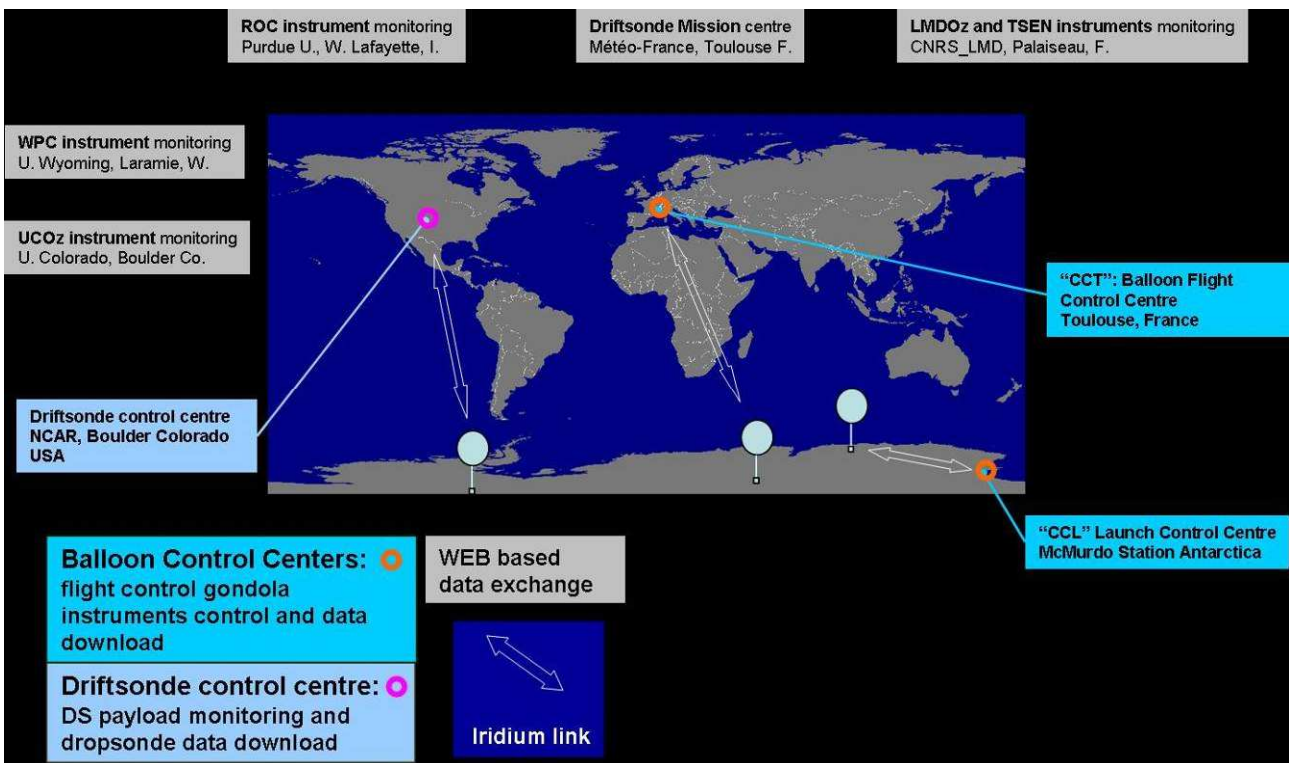 ROC instrument monitoring
Purdue U., W. Lafayette, I.
Driftsonde Mission centre
Météo-France, Toulouse F.
LMDOz and TSEN instruments monitoring
CNRS_LMD, Palaiseau, F.
WPC instrument monitoring
U. Wyoming, Laramie, W.
UCOz instrument monitoring
U. Colorado, Boulder Co.
“CCT”: Balloon Flight
Control Centre
Toulouse, France
Driftsonde control centre
NCAR, Boulder Colorado
USA
“CCL” Launch Control Centre
McMurdo Station Antarctica
Balloon Control Centers:
flight control gondola
instruments control and data
download
WEB based
data exchange
Driftsonde control centre:
DS payload monitoring and
dropsonde data download
Iridium link